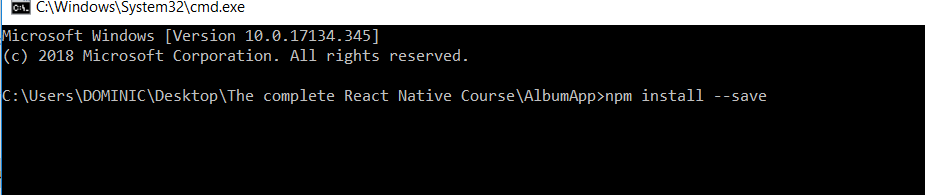 C:\Windows\System32\cmd.exe
Microsoft Windows [Version 10.0.17134.345]
(c) 2018 Microsoft Corporation. All rights reserved.
C:\Users\DOMINIC\Desktop\The complete React Native Course\AlbumApp>npm install --save